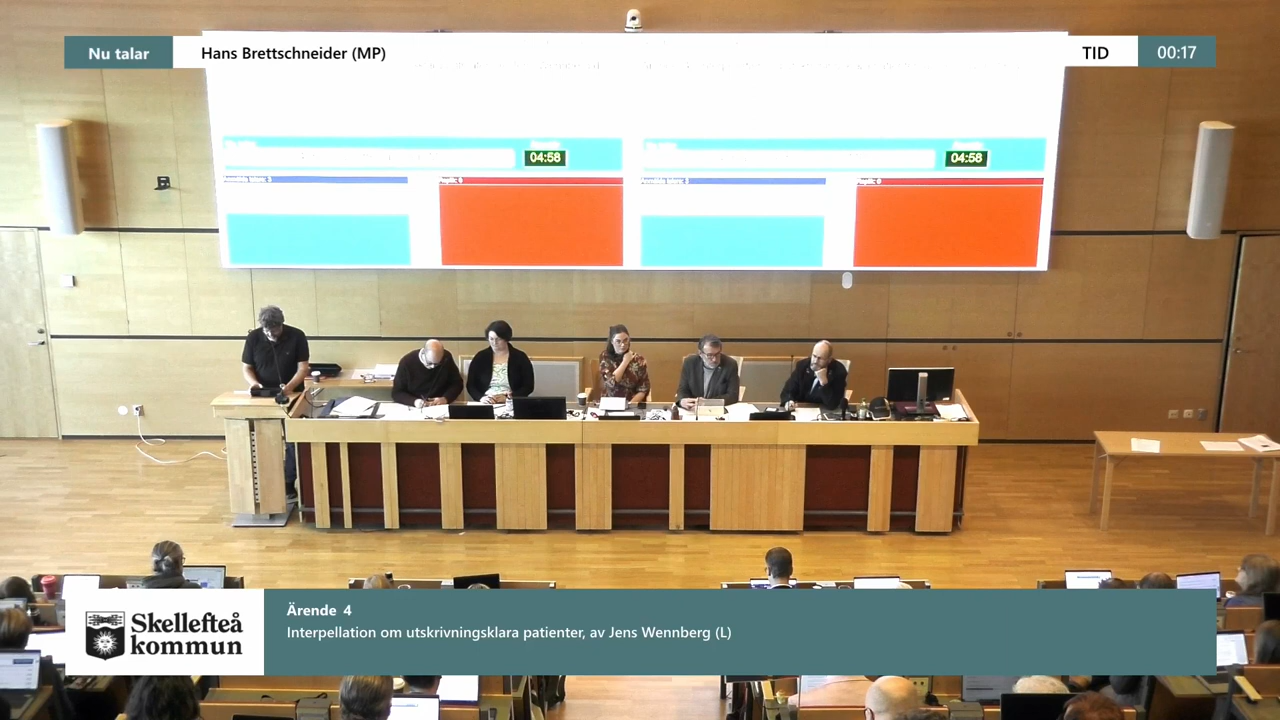 Nu talar
Hans Brettschneider (MP)
TID
00:17
04:58
04:58
Skellefteå
kommun
Ärende 4
Interpellation om utskrivningsklara patienter, av Jens Wennberg (L)